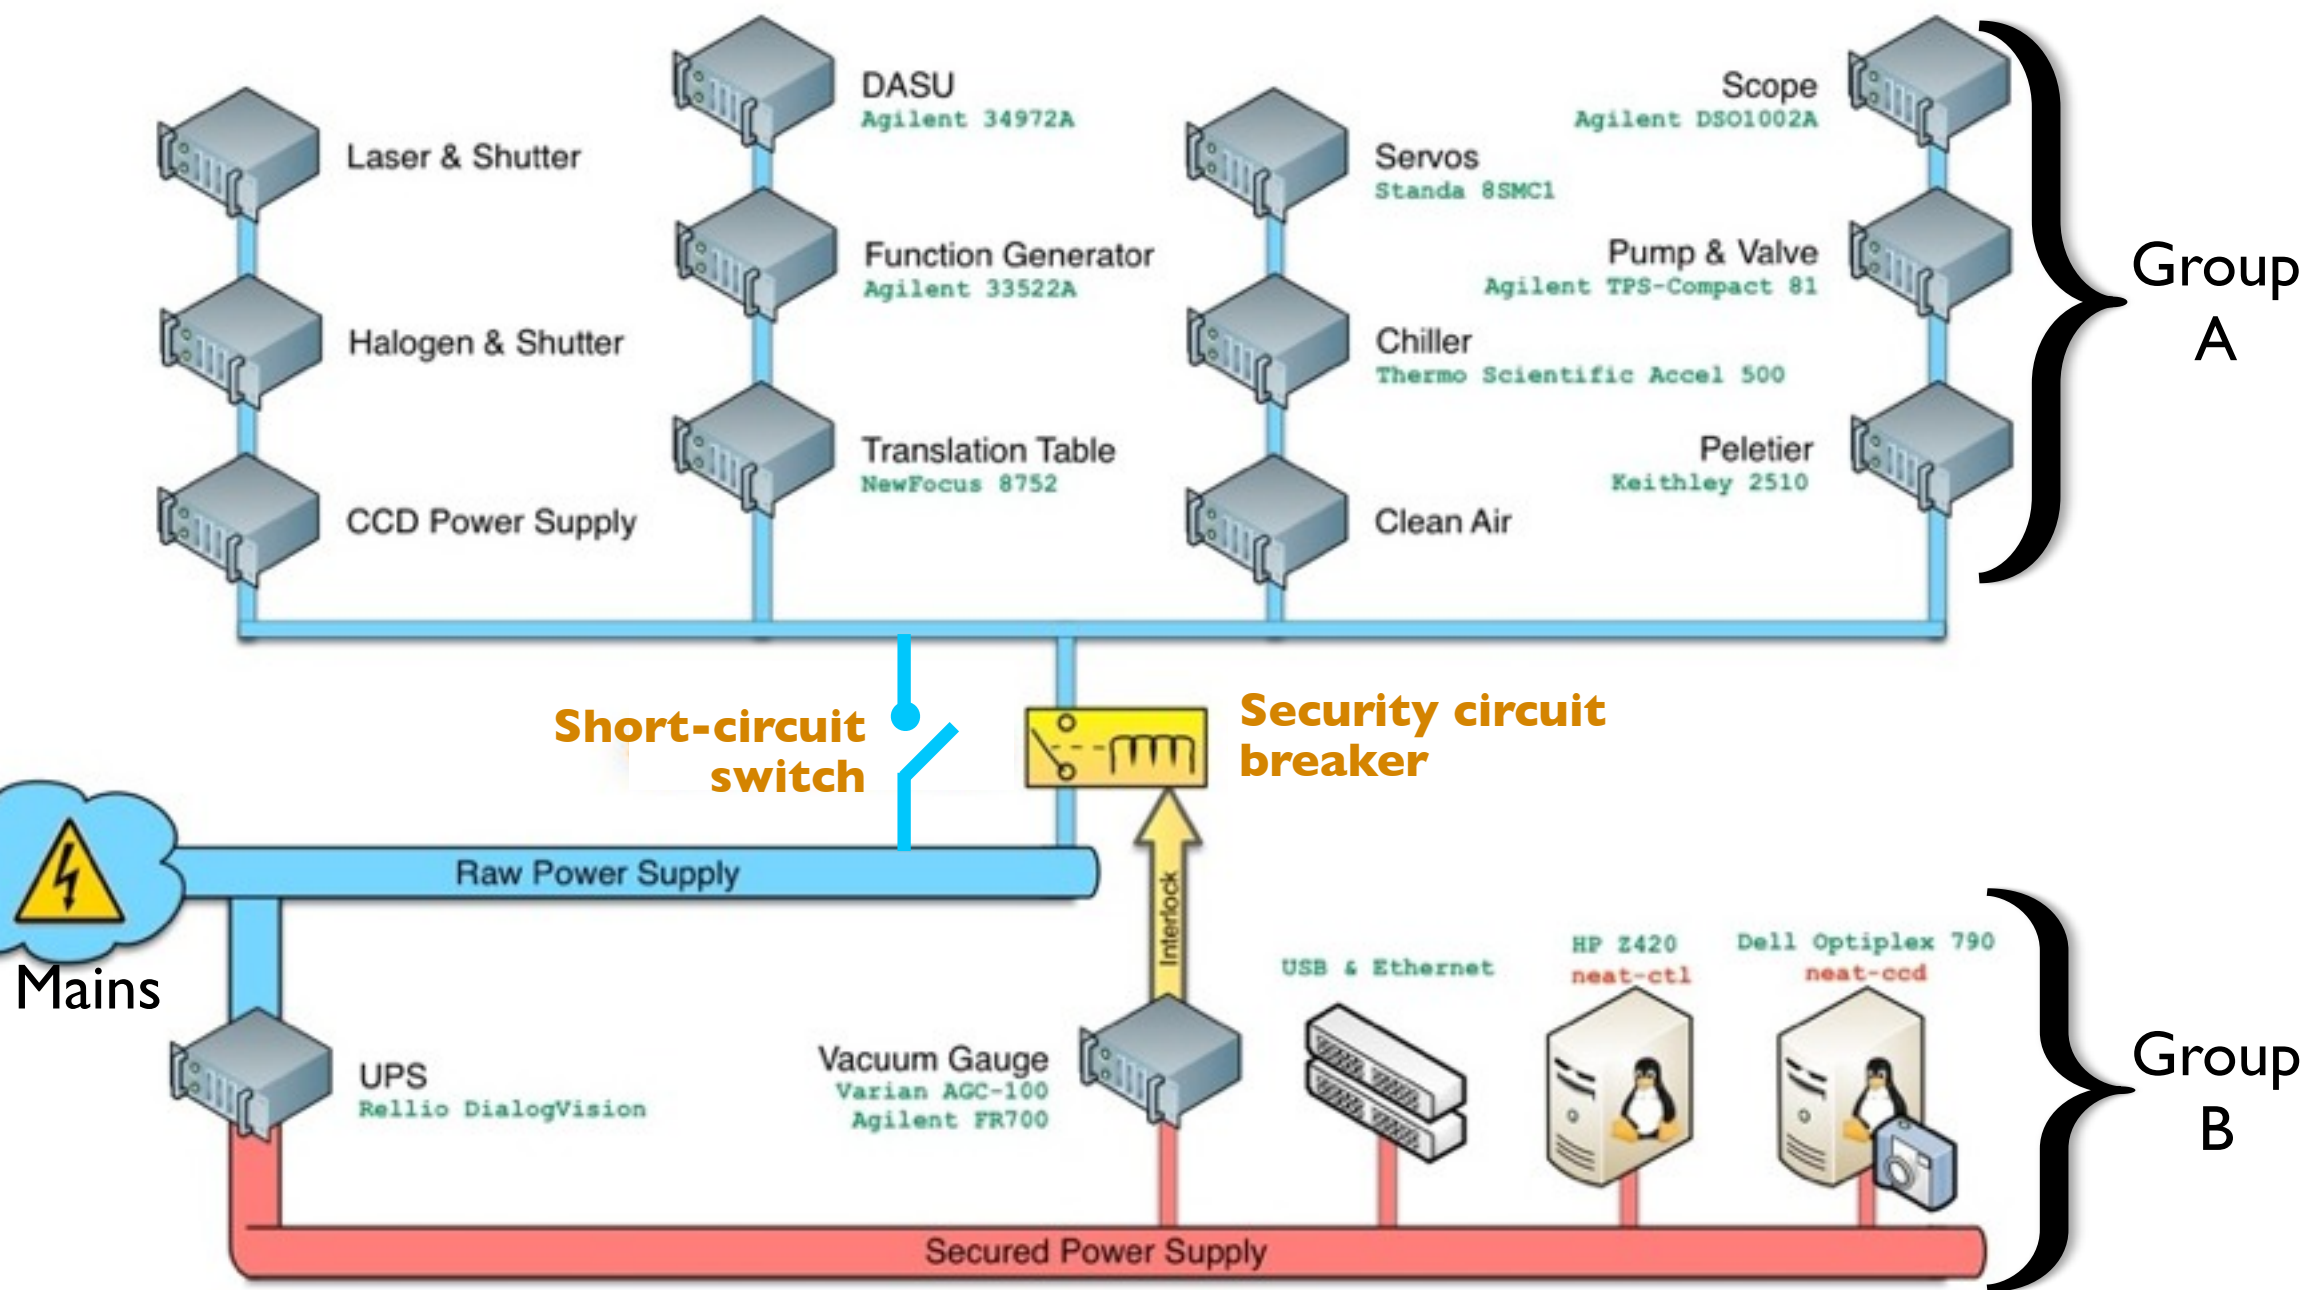 DASU
Agilent 34972A
Scope
Agilent DSO1002A
Laser & Shutter
Servos
Standa 8SMC1
Function Generator
Agilent 33522A
Pump & Valve
Agilent TPS-Compact 81
Group
A
Halogen & Shutter
Chiller
Thermo Scientific Accel 500
Translation Table
NewFocus 8752
Peletier
Keithley 2510
CCD Power Supply
Clean Air
Short-circuit
switch
Security circuit
breaker
Raw Power Supply
Mains
Interlock
USB & Ethernet
HP Z420
neat-ctl
Dell Optiplex 790
neat-ccd
UPS
Rellio DialogVision
Vacuum Gauge
Varian AGC-100
Agilent FR700
Group
B
Secured Power Supply